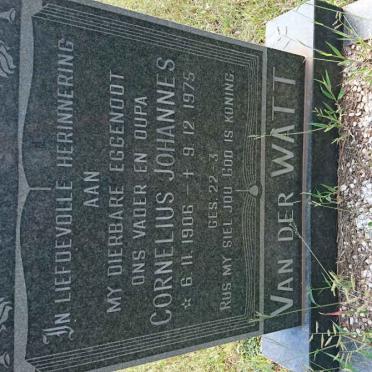 In liefdevolle herinnering
aan
my dierbare eggenoot
ons vader en oupa
Cornelius Johannes
☆ 6.11.1906 – † 9.12.1975
Ges. 22-3
Rus my siel jou God is koning.
Van der Watt